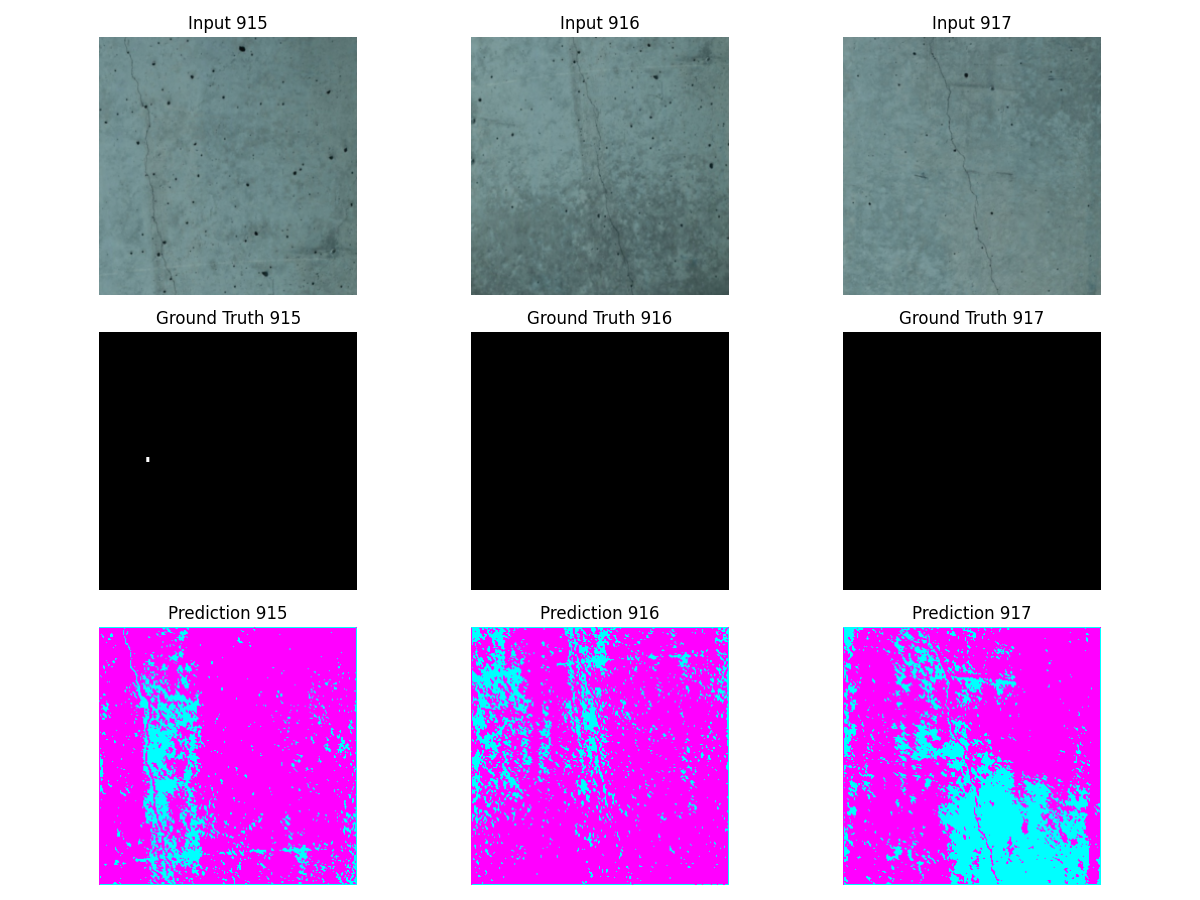 Input 915
Input 916
Input 917
Ground Truth 915
Ground Truth 916
Ground Truth 917
Prediction 915
Prediction 916
Prediction 917